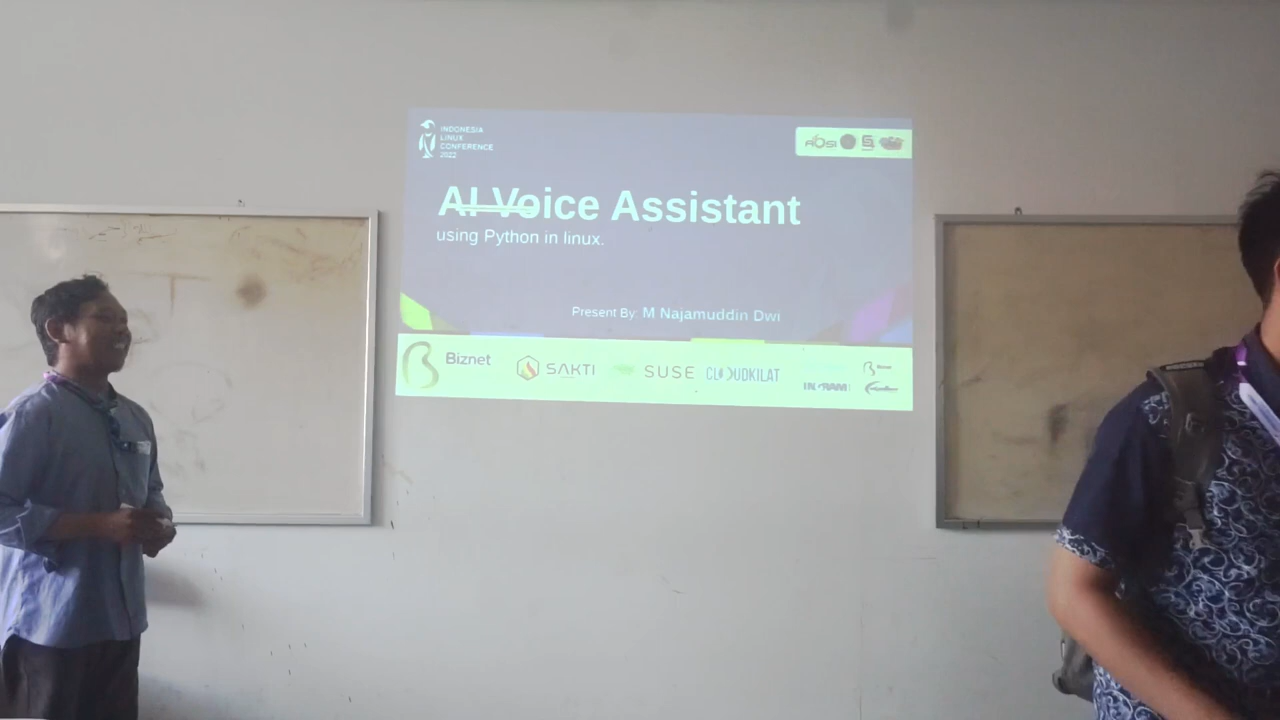 INDONESIA
LINUX
CONFERENCE
2022
AOSI
AI Voice Assistant
using Python in linux.
Present By: M Najamuddin Dwi
Biznet
SAKTI
SUSE
CLOUDKILAT